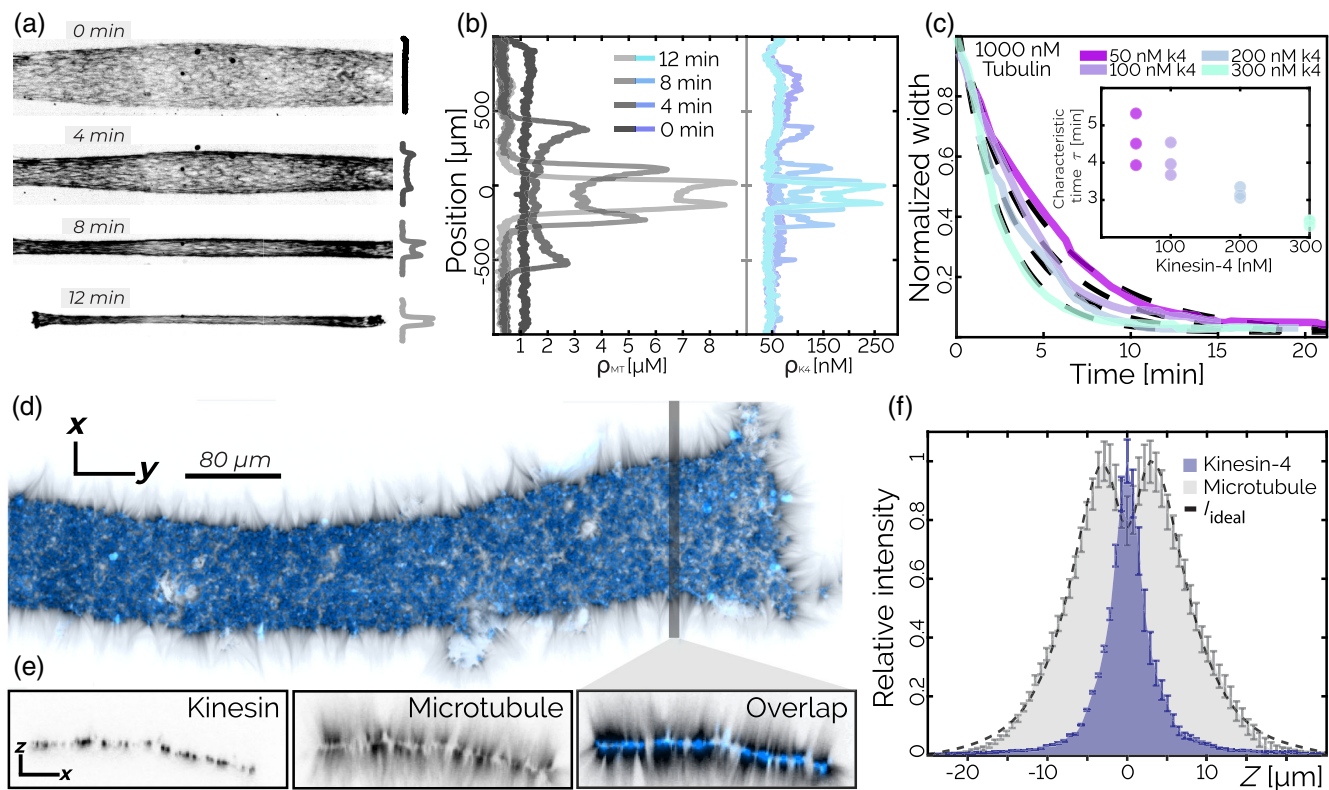 (a)
0 min
4 min
8 min
12 min
(b)
Position [µm]
500
0
-500
12 min
8 min
4 min
0 min
1 2 3 4 5 6 7 8
ρMT [µM]
50 150 250
ρK4 [nM]
(c)
Normalized width
0.8
0.6
0.4
0.2
0 5 10 15 20
Time [min]
1000 nM
Tubulin
50 nM k4
200 nM k4
100 nM k4
300 nM k4
Characteristic
time τ [min]
5
4
3
100 200 300
Kinesin-4 [nM]
(d)
x
y
80 µm
(e)
Kinesin
z
x
Microtubule
Overlap
(f)
Relative intensity
1
0.8
0.6
0.4
0.2
0
Kinesin-4
Microtubule
Iideal
-20 -10 0 10
Z [µm]